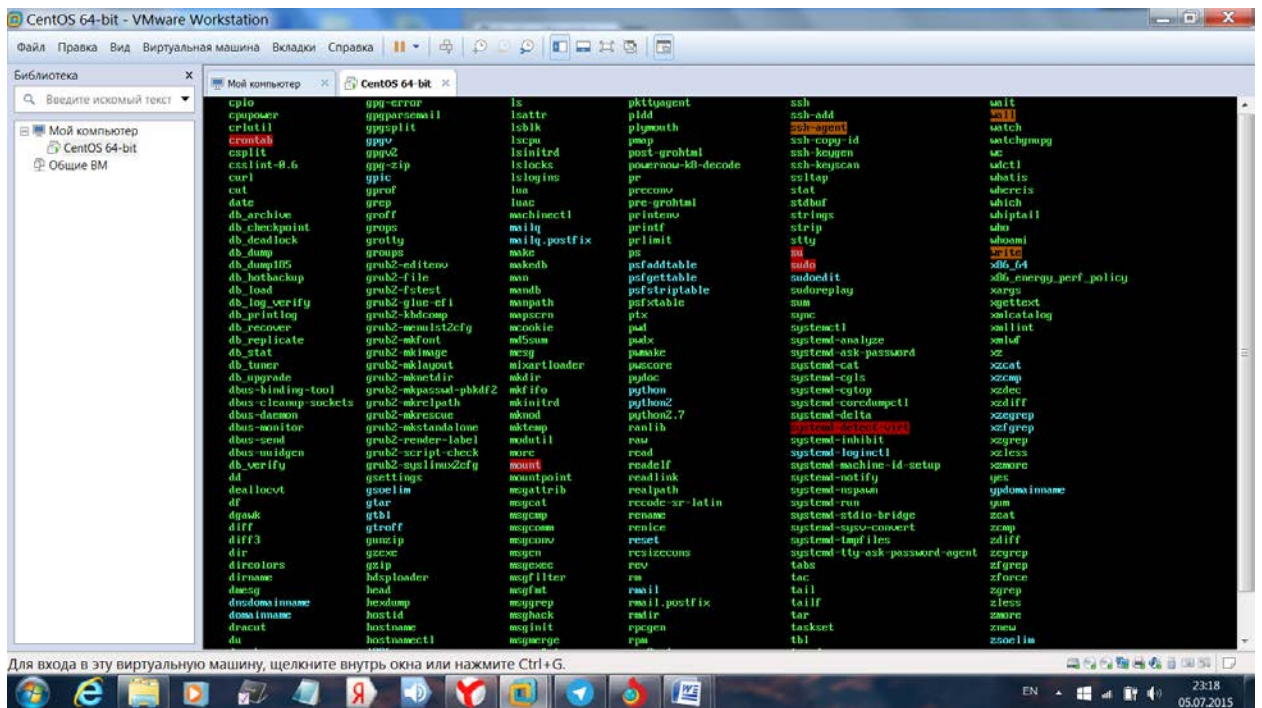 CentOS 64-bit - VMware Workstation
Файл Правка Вид Виртуальная машина Вкладки Справка
Библиотека x
Мой компьютер × CentOS 64-bit ×
Введите искомый текст
Мой компьютер
CentOS 64-bit
Общие ВМ
cpio gpg-error ls pkttyagent ssh wait
cpupower gpgparsemail lsattr pldd ssh-add wall
crlutil gpgsplit lsblk plymouth ssh-agent watch
crontab gpgv lscpu pmap ssh-copy-id watchgnupg
csplit gpgv2 lsinitrd post-grohtml ssh-keygen wc
csslint-0.6 gpg-zip lslocks powernow-k8-decode ssh-keyscan wdctl
curl gpic lslogins pr ssltap whatis
cut gprof lua preconv stat whereis
date grep luac pre-grohtml stdbuf which
db_archive groff machinectl printenv strings whiptail
db_checkpoint grops mailq printf strip who
db_deadlock grotty mailq.postfix prlimit stty whoami
db_dump groups make ps su write
db_dump185 grub2-editenv makedb psfaddtable sudo x86_64
db_hotbackup grub2-file man psfgettable sudoedit x86_energy_perf_policy
db_load grub2-fstest mandb psfstriptable sudoreplay xargs
db_log_verify grub2-glue-efi manpath psfxtable sum xgettext
db_printlog grub2-kbdcomp mapscrn ptx sync xmlcatalog
db_recover grub2-menulst2cfg mcookie pwd systemctl xmllint
db_replicate grub2-mkfont md5sum pwdx systemd-analyze xmlwf
db_stat grub2-mkimage mesg pwmake systemd-ask-password xz
db_tuner grub2-mklayout mixartloader pwscore systemd-cat xzcat
db_upgrade grub2-mknetdir mkdir pydoc systemd-cgls xzcmp
dbus-binding-tool grub2-mkpasswd-pbkdf2 mkfifo python systemd-cgtop xzdec
dbus-cleanup-sockets grub2-mkrelpath mkinitrd python2 systemd-coredumpctl xzdiff
dbus-daemon grub2-mkrescue mknod python2.7 systemd-delta xzegrep
dbus-monitor grub2-mkstandalone mktemp ranlib systemd-detect-virt xzfgrep
dbus-send grub2-render-label modutil raw systemd-inhibit xzgrep
dbus-uuidgen grub2-script-check more read systemd-loginctl xzless
db_verify grub2-syslinux2cfg mount readelf systemd-machine-id-setup xzmore
dd gsettings mountpoint readlink systemd-notify yes
deallocvt gsoelim msgattrib realpath systemd-nspawn ypdomainname
df gtar msgcat recode-sr-latin systemd-run yum
dgawk gtbl msgcmp rename systemd-stdio-bridge zcat
diff gtroff msgcomm renice systemd-sysv-convert zcmp
diff3 gunzip msgconv reset systemd-tmpfiles zdiff
dir gzexe msgen resizecons systemd-tty-ask-password-agent zegrep
dircolors gzip msgexec rev tabs zfgrep
dirname hdsploader msgfilter rm tac zforce
dmesg head msgfmt rmail tail zgrep
dnsdomainname hexdump msggrep rmail.postfix tailf zless
domainname hostid msghack rmdir tar zmore
dracut hostname msginit rpcgen taskset znew
du hostnamectl msgmerge rpm tbl zsoelim
Для входа в эту виртуальную машину, щелкните внутрь окна или нажмите Ctrl+G.
EN 23:18
05.07.2015